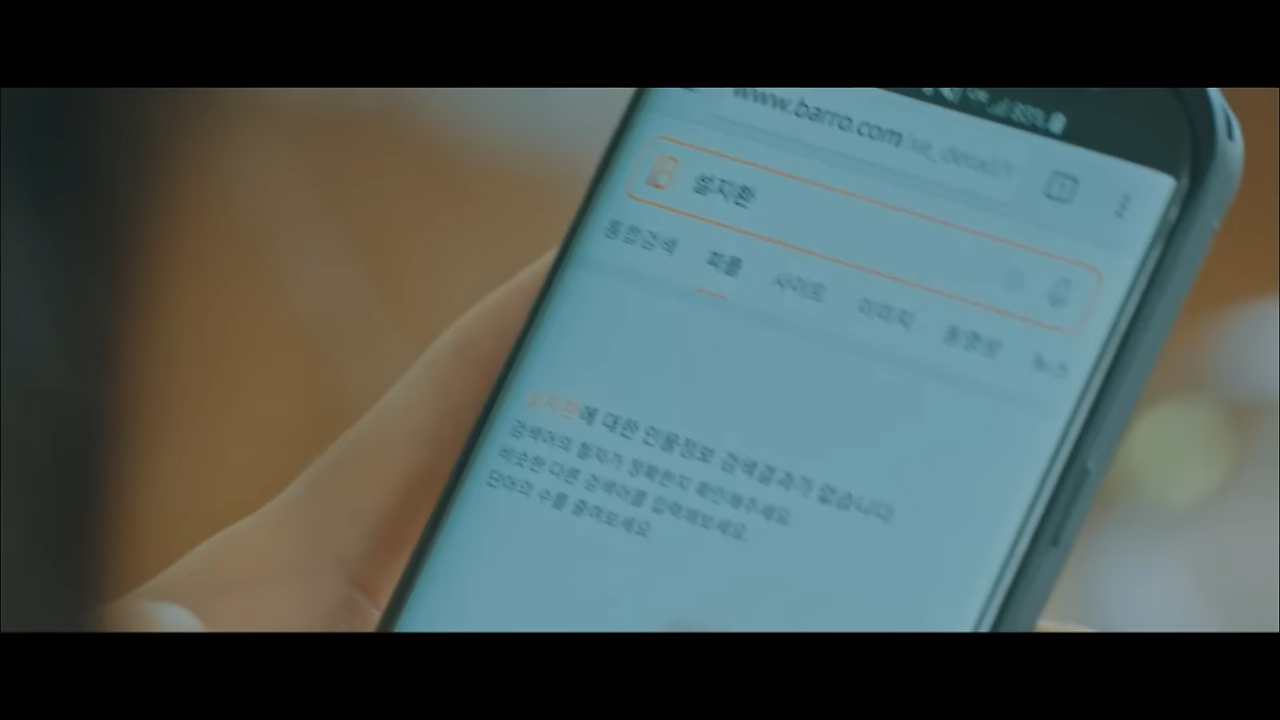 www.barro.com
설지환
통합검색 피플 사이트 이미지 동영상 뉴스
설지환에 대한 인물정보 검색결과가 없습니다
검색어의 철자가 정확한지 확인해주세요
비슷한 다른 검색어를 입력해보세요
단어의 수를 줄여보세요